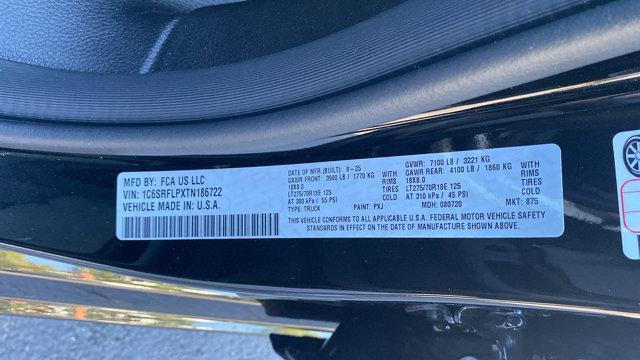 MFD BY: FCA US LLC
VIN: 1C6SRFLPXTN185722
VEHICLE MADE IN U.S.A.
DATE OF MFR (BUILT): 8-25
GAWR FRONT: 3900 LB / 1770 KG WITH
18X8.0 RIMS
LT275/70R18E 125 TIRES
AT 380 kPa / 55 PSI COLD
TYPE: TRUCK PAINT: PXJ
GVWR: 7100 LB / 3221 KG
GAWR REAR: 4100 LB / 1860 KG
WITH 18X8.0
RIMS LT275/70R18E 125
TIRES AT 310 kPa / 45 PSI
COLD
MDH: 080720 MKT: 875
THIS VEHICLE CONFORMS TO ALL APPLICABLE U.S.A. FEDERAL MOTOR VEHICLE SAFETY
STANDARDS IN EFFECT ON THE DATE OF MANUFACTURE SHOWN ABOVE.